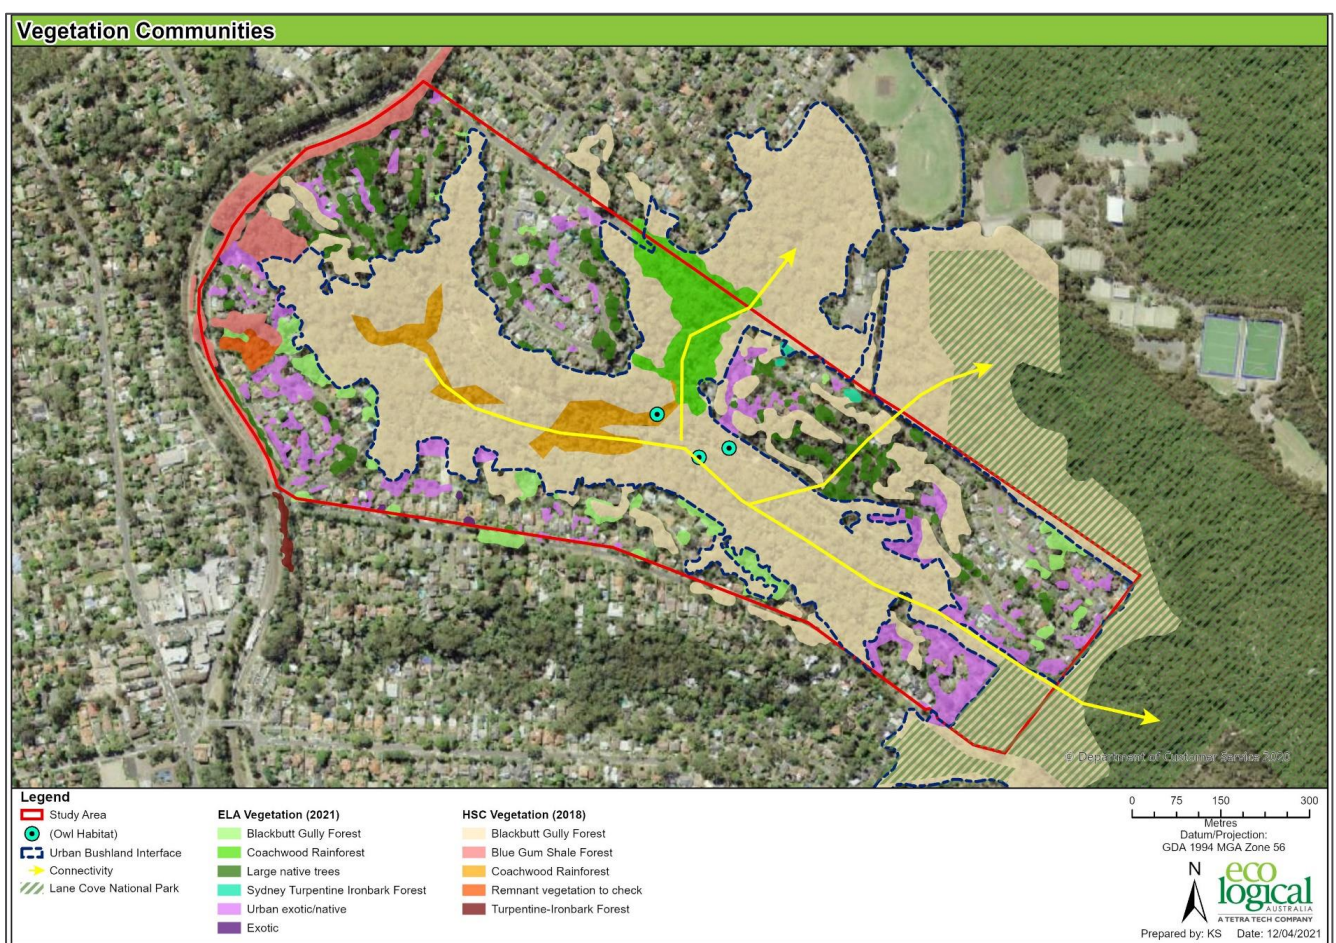 Vegetation Communities
© Department of Customer Service 2020
Legend
Study Area
(Owl Habitat)
Urban Bushland Interface
Connectivity
Lane Cove National Park
ELA Vegetation (2021)
Blackbutt Gully Forest
Coachwood Rainforest
Large native trees
Sydney Turpentine Ironbark Forest
Urban exotic/native
Exotic
HSC Vegetation (2018)
Blackbutt Gully Forest
Blue Gum Shale Forest
Coachwood Rainforest
Remnant vegetation to check
Turpentine-Ironbark Forest
0 75 150 300
Metres
Datum/Projection:
GDA 1994 MGA Zone 56
N
eco
logical
AUSTRALIA
A TETRA TECH COMPANY
Prepared by: KS Date: 12/04/2021